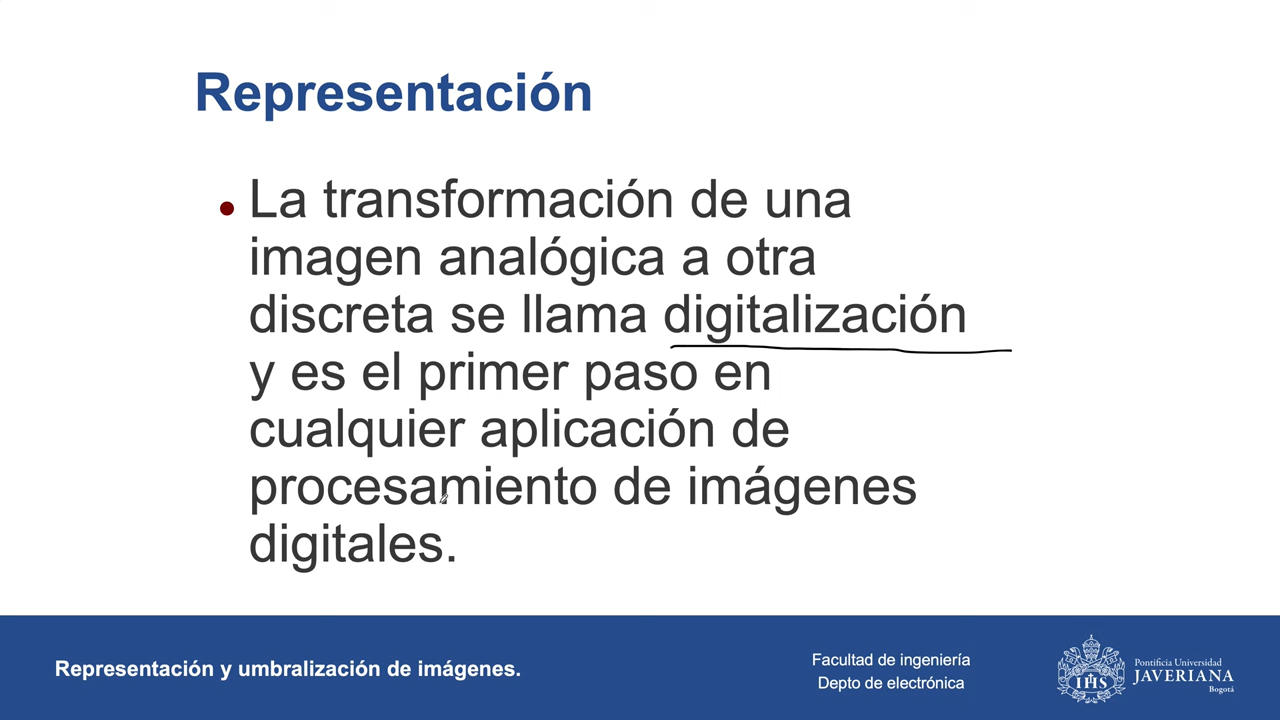 Representación
La transformación de una
imagen analógica a otra
discreta se llama digitalización
y es el primer paso en
cualquier aplicación de
procesamiento de imágenes
digitales.
Representación y umbralización de imágenes.
Facultad de ingeniería
Depto de electrónica
IHS
Pontificia Universidad
JAVERIANA
Bogotá